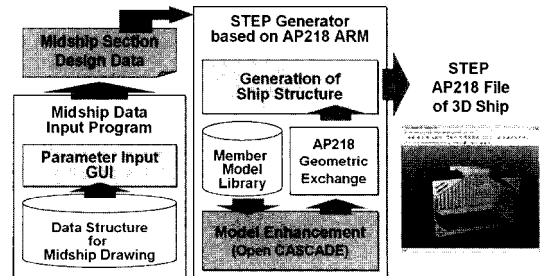 Midship Section
Design Data
Midship Data
Input Program
Parameter Input
GUI
Data Structure
for
Midship Drawing
STEP Generator
based on AP218 ARM
Generation of
Ship Structure
Member
Model
Library
AP218
Geometric
Exchange
Model Enhancement
(Open CASCADE)
STEP
AP218 File
of 3D Ship